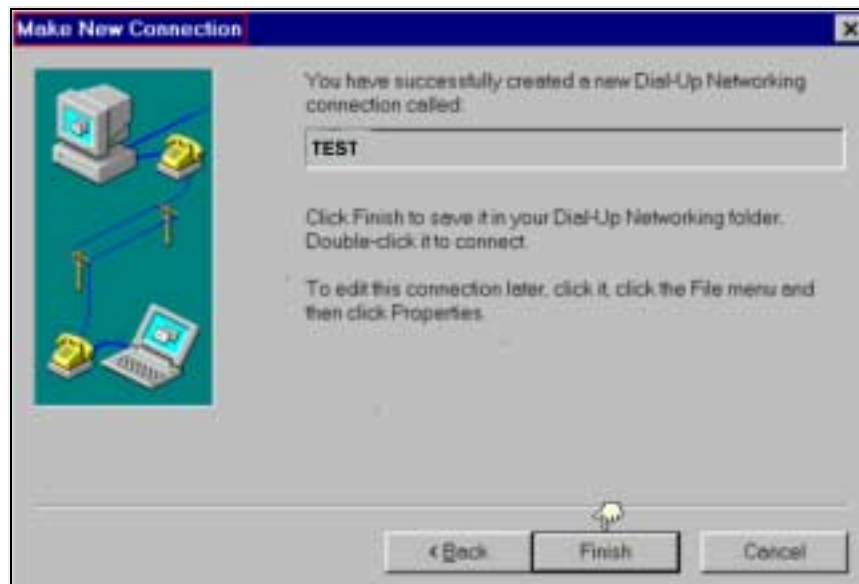 Make New Connection
You have successfully created a new Dial-Up Networking
connection called:
TEST
Click Finish to save it in your Dial-Up Networking folder.
Double-click it to connect.
To edit this connection later, click it, click the File menu and
then click Properties.
< Back
Finish
Cancel